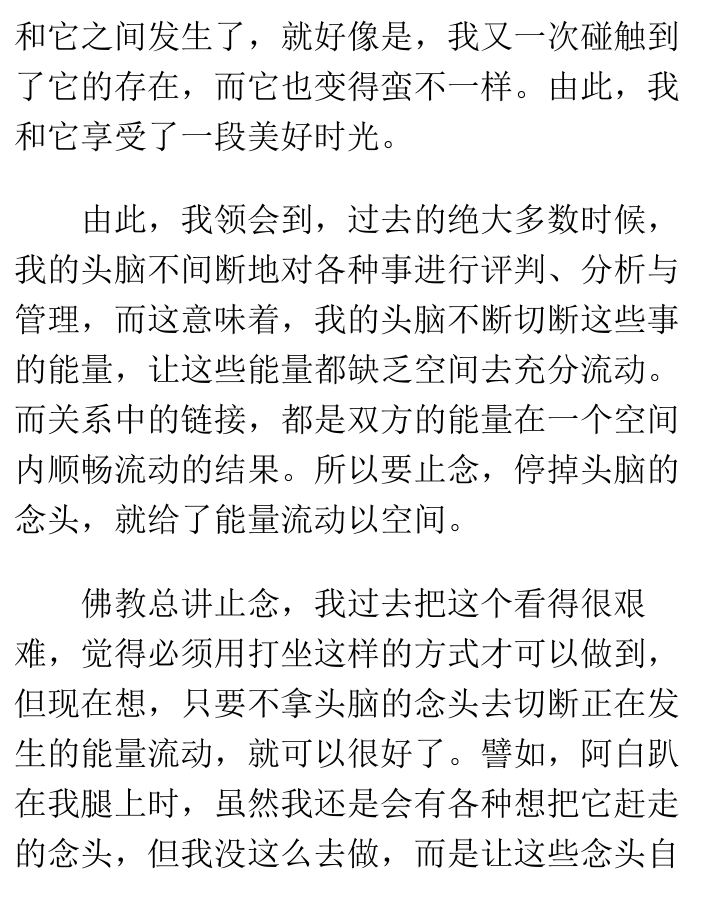 和它之间发生了，就好像是，我又一次碰触到
了它的存在，而它也变得蛮不一样。由此，我
和它享受了一段美好时光。
由此，我领会到，过去的绝大多数时候，
我的头脑不间断地对各种事进行评判、分析与
管理，而这意味着，我的头脑不断切断这些事
的能量，让这些能量都缺乏空间去充分流动。
而关系中的链接，都是双方的能量在一个空间
内顺畅流动的结果。所以要止念，停掉头脑的
念头，就给了能量流动以空间。
佛教总讲止念，我过去把这个看得很艰
难，觉得必须用打坐这样的方式才可以做到，
但现在想，只要不拿头脑的念头去切断正在发
生的能量流动，就可以很好了。譬如，阿白趴
在我腿上时，虽然我还是会有各种想把它赶走
的念头，但我没这么去做，而是让这些念头自